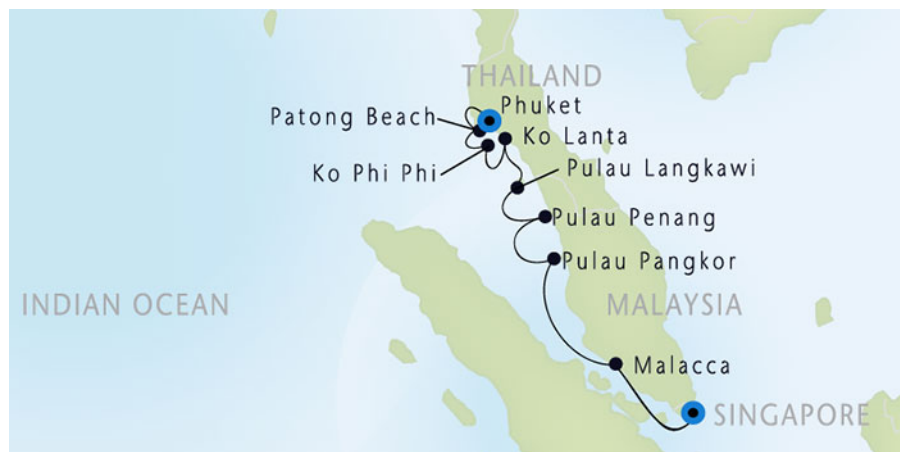 THAILAND
Phuket
Patong Beach
Ko Lanta
Ko Phi Phi
Pulau Langkawi
Pulau Penang
Pulau Pangkor
INDIAN OCEAN
MALAYSIA
Malacca
SINGAPORE